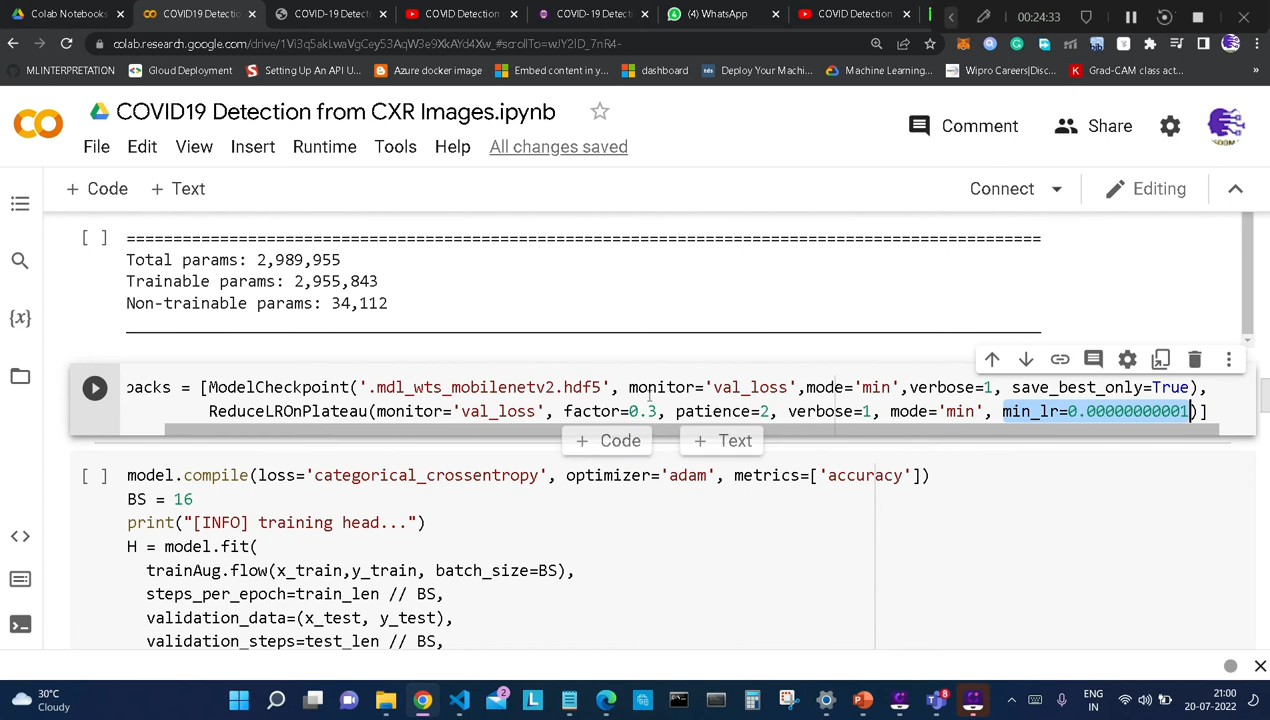 Colab Notebooks
COVID19 Detection
COVID-19 Detect
COVID Detection
COVID-19 Detec
(4) WhatsApp
COVID Detection
00:24:33
colab.research.google.com/drive/1Vi3q5akLwaVgCey53AqW3e9XkAYd4Xw_#scrollTo=wJY2ID_7nR4-
MLINTERPRETATION
Gloud Deployment
Setting Up An API U...
Azure docker image
Embed content in y...
dashboard
Deploy Your Machi...
Machine Learning...
Wipro Careers|Disc...
Grad-CAM class act...
»
COVID19 Detection from CXR Images.ipynb
Comment
Share
File Edit View Insert Runtime Tools Help All changes saved
+ Code + Text
Connect
Editing
[ ]
=================================================================================================
Total params: 2,989,955
Trainable params: 2,955,843
Non-trainable params: 34,112
backs = [ModelCheckpoint('.mdl_wts_mobilenetv2.hdf5', monitor='val_loss',mode='min',verbose=1, save_best_only=True),
ReduceLROnPlateau(monitor='val_loss', factor=0.3, patience=2, verbose=1, mode='min', min_lr=0.00000000001)]
+ Code + Text
[ ] model.compile(loss='categorical_crossentropy', optimizer='adam', metrics=['accuracy'])
BS = 16
print("[INFO] training head...")
H = model.fit(
trainAug.flow(x_train,y_train, batch_size=BS),
steps_per_epoch=train_len // BS,
validation_data=(x_test, y_test),
validation_steps=test_len // BS,
{x}
30°C
Cloudy
ENG
IN
21:00
20-07-2022